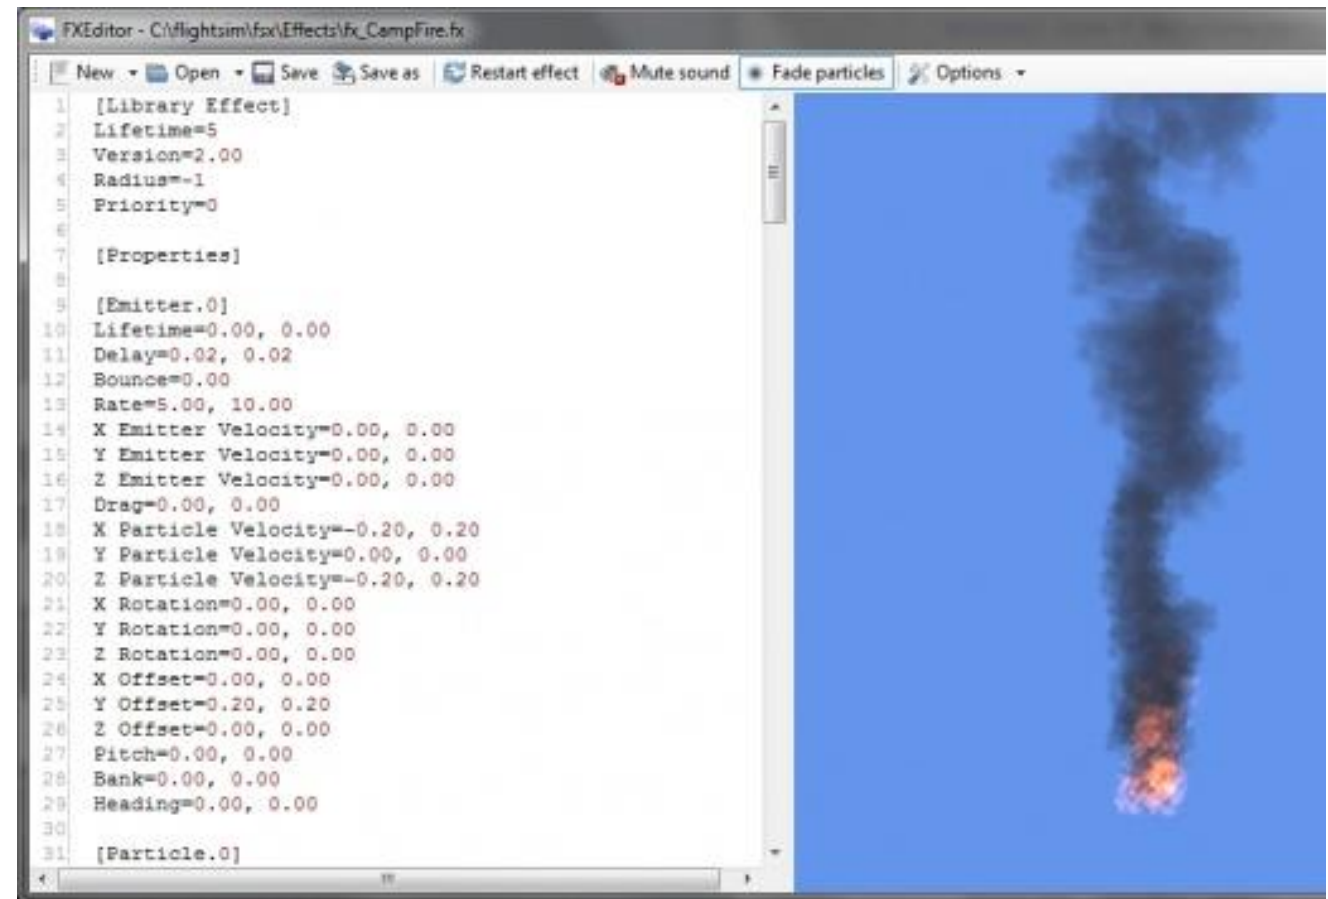 FXEditor - C:\flightsim\fsx\Effects\fx_CampFire.fx
New Open Save Save as Restart effect Mute sound Fade particles Options
1 [Library Effect]
2 Lifetime=5
3 Version=2.00
4 Radius=-1
5 Priority=0
6
7 [Properties]
8
9 [Emitter.0]
10 Lifetime=0.00, 0.00
11 Delay=0.02, 0.02
12 Bounce=0.00
13 Rate=5.00, 10.00
14 X Emitter Velocity=0.00, 0.00
15 Y Emitter Velocity=0.00, 0.00
16 Z Emitter Velocity=0.00, 0.00
17 Drag=0.00, 0.00
18 X Particle Velocity=-0.20, 0.20
19 Y Particle Velocity=0.00, 0.00
20 Z Particle Velocity=-0.20, 0.20
21 X Rotation=0.00, 0.00
22 Y Rotation=0.00, 0.00
23 Z Rotation=0.00, 0.00
24 X Offset=0.00, 0.00
25 Y Offset=0.20, 0.20
26 Z Offset=0.00, 0.00
27 Pitch=0.00, 0.00
28 Bank=0.00, 0.00
29 Heading=0.00, 0.00
30
31 [Particle.0]